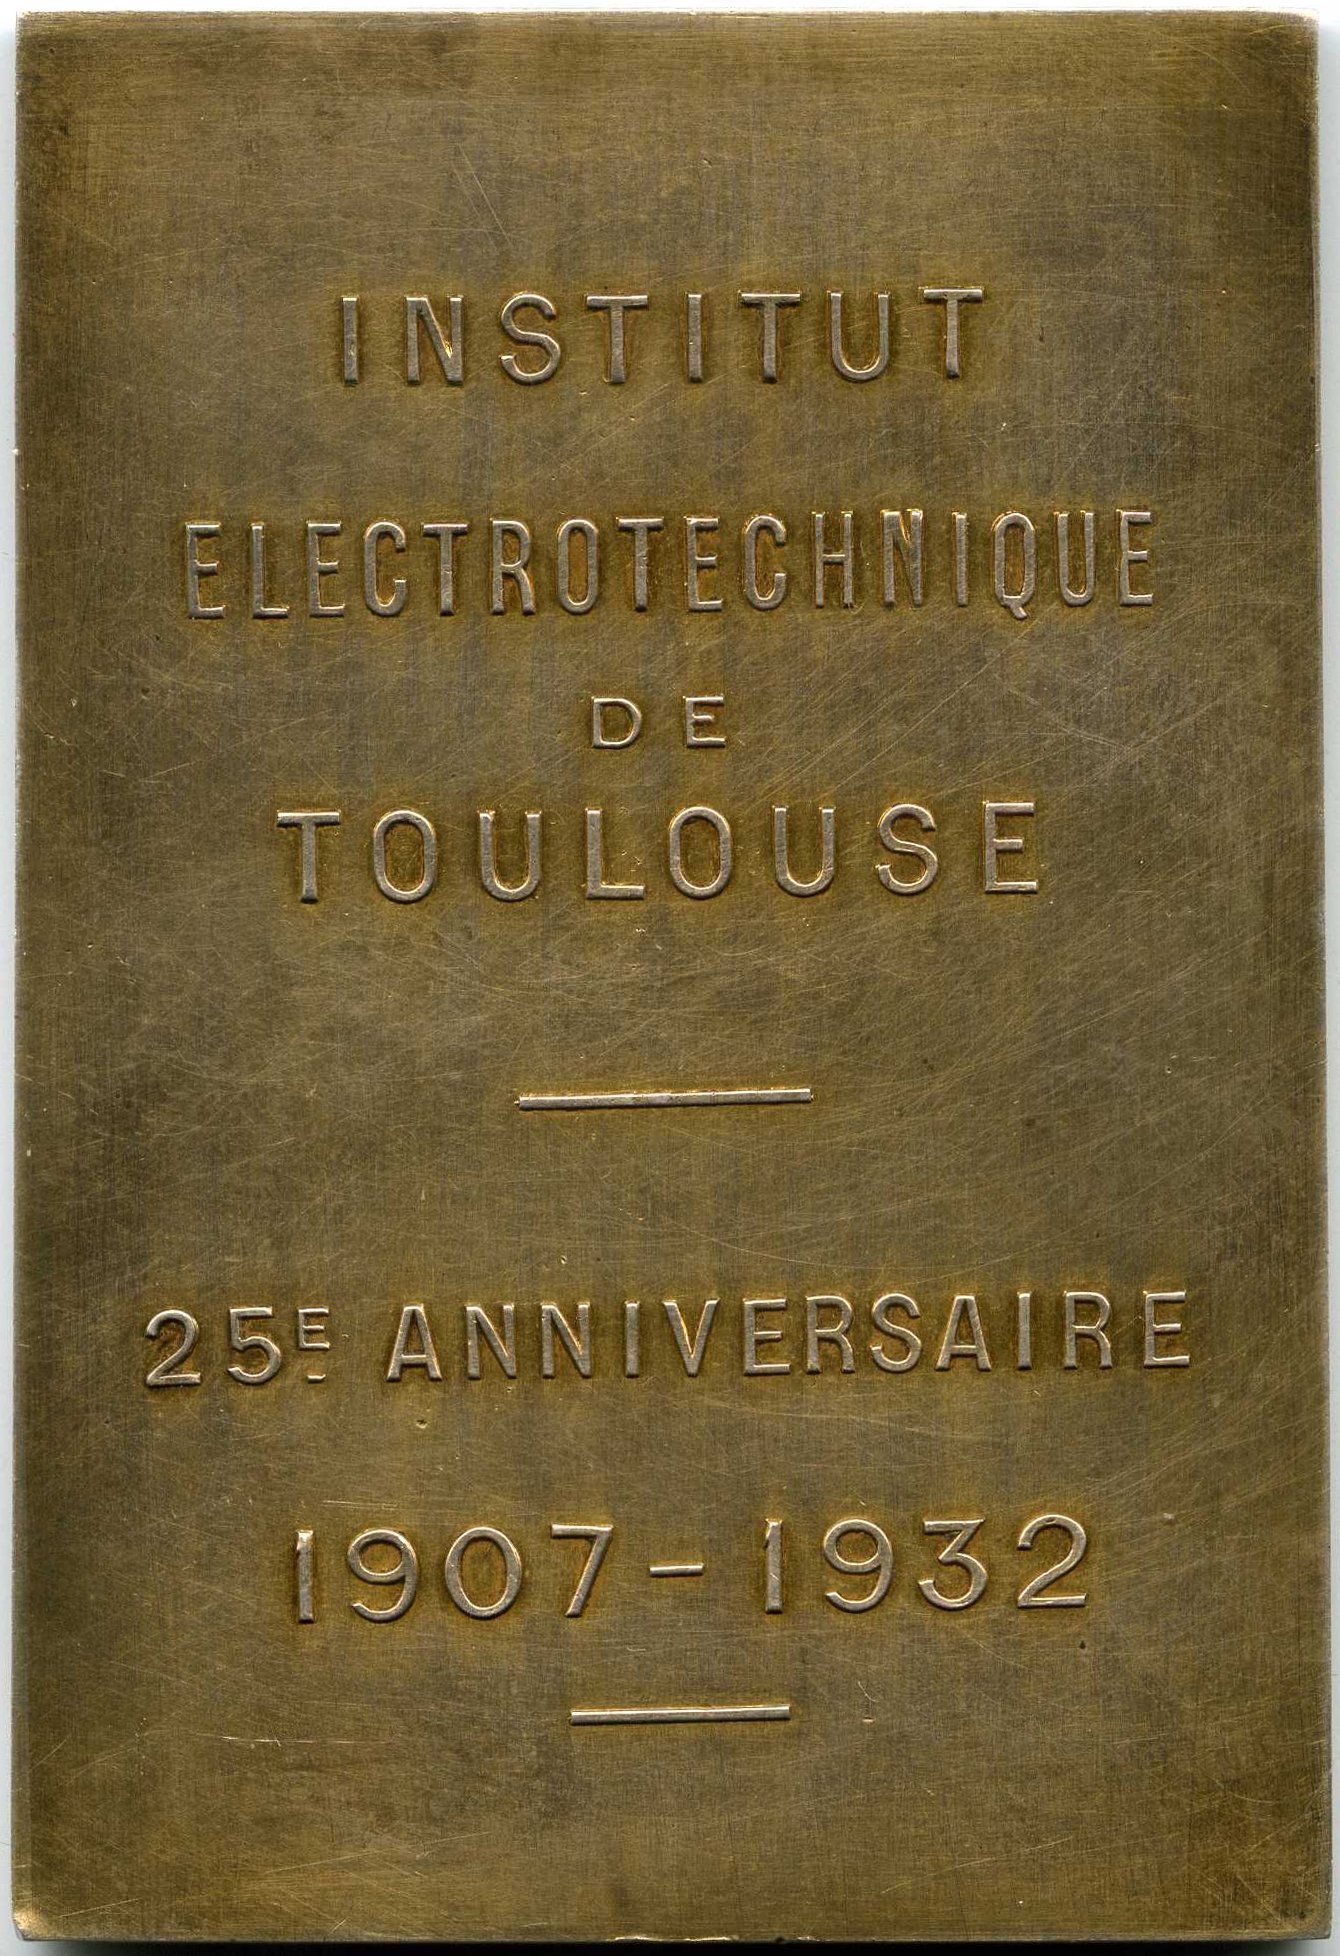 INSTITUT
ELECTROTECHNIQUE
DE
TOULOUSE
25E ANNIVERSAIRE
1907-1932